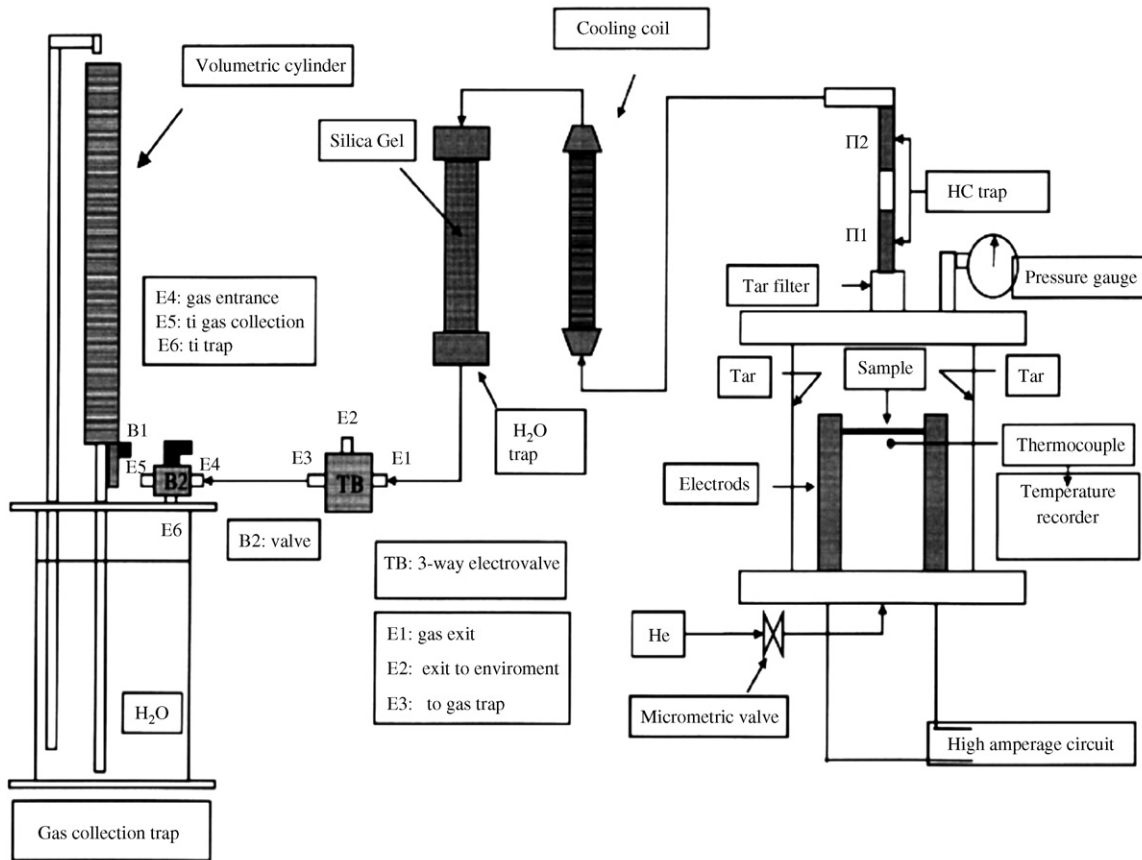 Cooling coil
Volumetric cylinder
Silica Gel
Π2
HC trap
Π1
Tar filter
Pressure gauge
E4: gas entrance
E5: ti gas collection
E6: ti trap
Tar
Sample
Tar
B1
E2
H₂O
trap
E5
B2
E4
E3
TB
E1
Thermocouple
Electrods
Temperature
recorder
E6
B2: valve
TB: 3-way electrovalve
E1: gas exit
E2: exit to enviroment
E3: to gas trap
He
H₂O
Micrometric valve
High amperage circuit
Gas collection trap